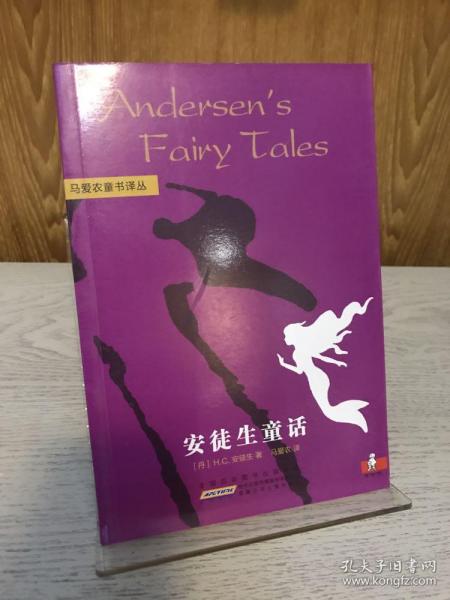 Andersen's
Fairy Tales
马爱农童书译丛
安徒生童话
[丹] H.C. 安徒生 著 马爱农 译
APCTIME
孔夫子旧书网
www.kongfz.com